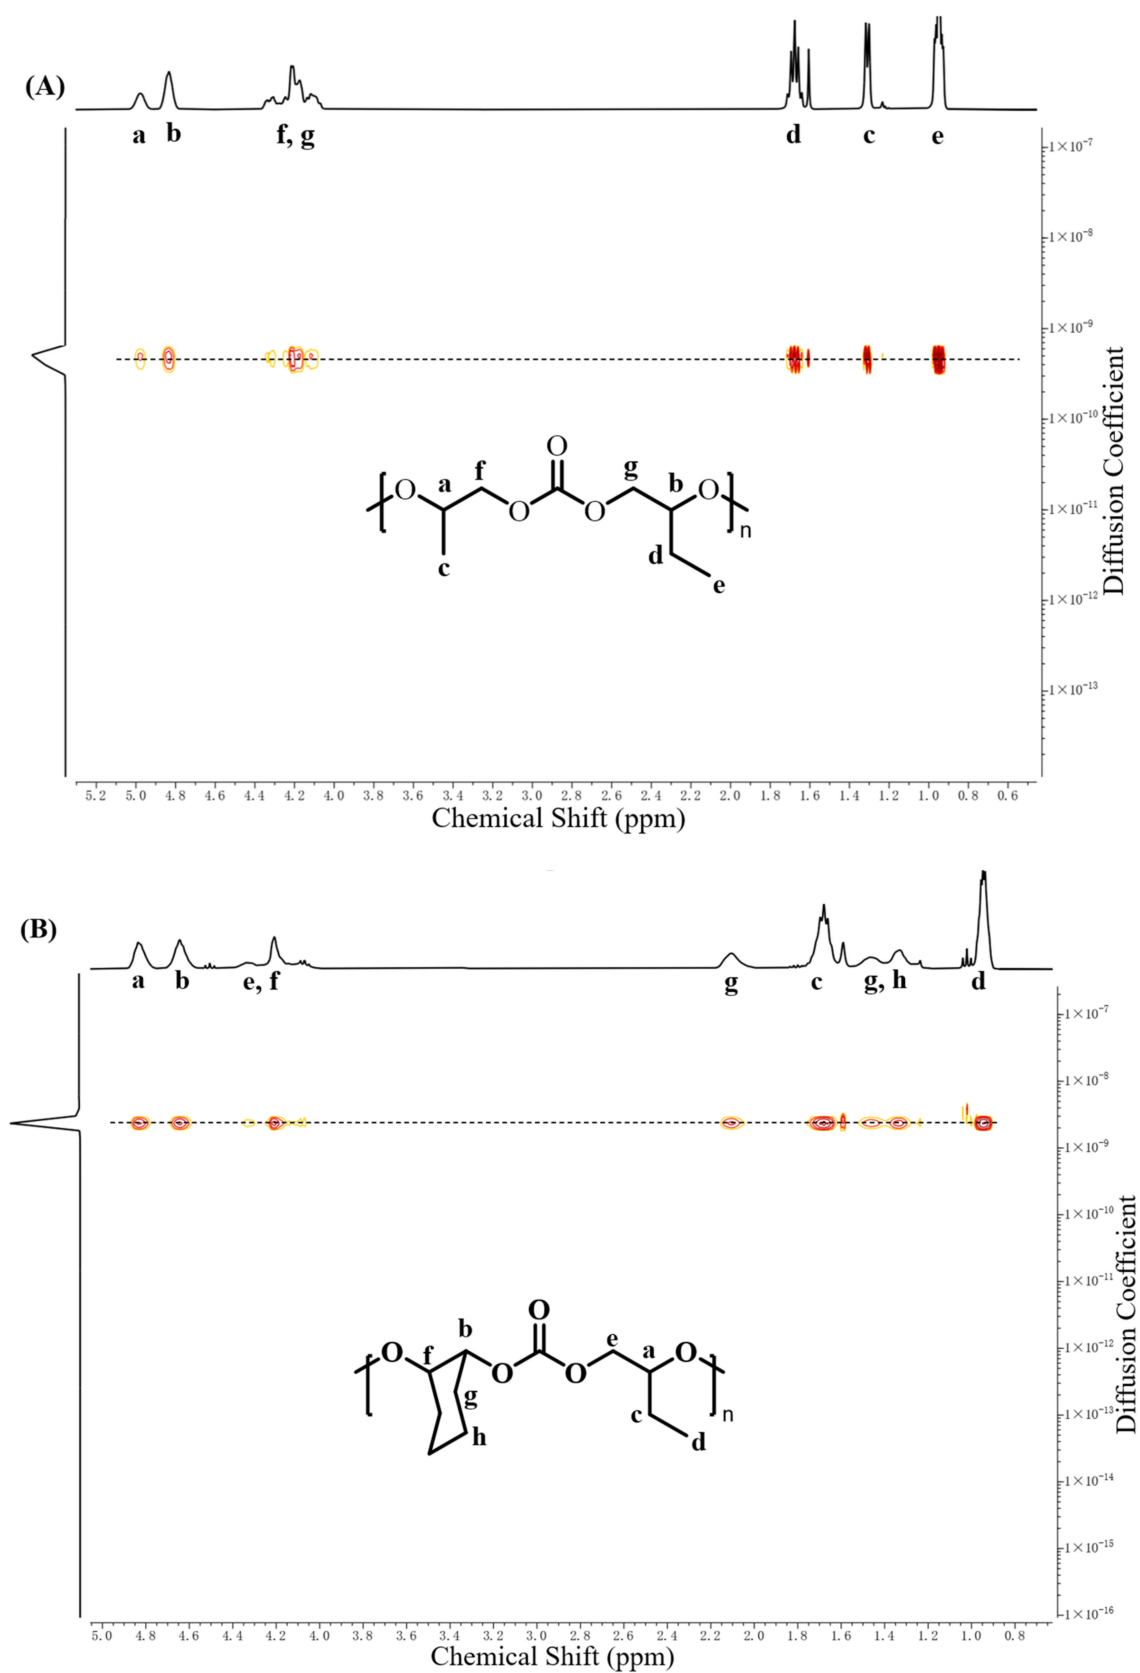 (A)
a b f, g d c e
1×10⁻⁷
1×10⁻⁸
1×10⁻⁹
1×10⁻¹⁰
1×10⁻¹¹
1×10⁻¹²
1×10⁻¹³
Diffusion Coefficient
O
f g
a b
O O
O O
n
c
d
e
5.2 5.0 4.8 4.6 4.4 4.2 4.0 3.8 3.6 3.4 3.2 3.0 2.8 2.6 2.4 2.2 2.0 1.8 1.6 1.4 1.2 1.0 0.8 0.6
Chemical Shift (ppm)
(B)
a b e, f g c g, h d
1×10⁻⁷
1×10⁻⁸
1×10⁻⁹
1×10⁻¹⁰
1×10⁻¹¹
1×10⁻¹²
1×10⁻¹³
1×10⁻¹⁴
1×10⁻¹⁵
1×10⁻¹⁶
Diffusion Coefficient
O
b e
O f a O
O O
g
c n
h d
5.0 4.8 4.6 4.4 4.2 4.0 3.8 3.6 3.4 3.2 3.0 2.8 2.6 2.4 2.2 2.0 1.8 1.6 1.4 1.2 1.0 0.8
Chemical Shift (ppm)